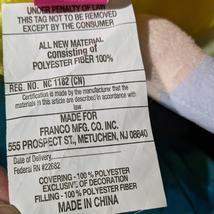 UNDER PENALTY OF LAW
THIS TAG NOT TO BE REMOVED
EXCEPT BY THE CONSUMER
ALL NEW MATERIAL
consisting of
POLYESTER FIBER 100%
REG. NO. NC 1182 (CN)
Certification is made by the manufacturer that the
materials in this article are described in accordance with
law.
MADE FOR
FRANCO MFG. CO. INC.
555 PROSPECT ST., METUCHEN, NJ 08840
Date of Delivery
Federal RN #22682
COVERING - 100% POLYESTER
EXCLUSIVE OF DECORATION
FILLING - 100% POLYESTER FIBER
MADE IN CHINA